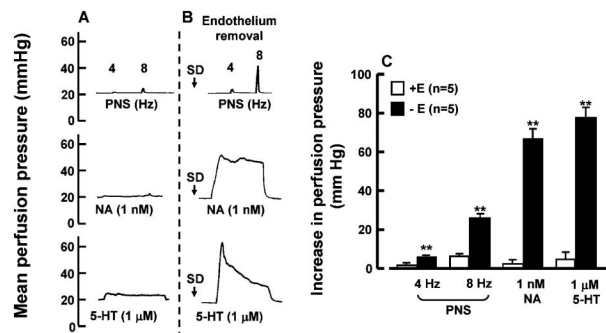 A
B
Endothelium
removal
Mean perfusion pressure (mmHg)
60
40
20
0
4 8
PNS (Hz)
SD
4 8
PNS (Hz)
60
40
20
0
NA (1 nM)
SD
NA (1 nM)
60
40
20
0
5-HT (1 µM)
SD
5-HT (1 µM)
C
Increase in perfusion pressure
(mm Hg)
100
80
60
40
20
0
+E (n=5)
- E (n=5)
**
**
**
**
4 Hz 8 Hz 1 nM 1 µM
PNS NA 5-HT